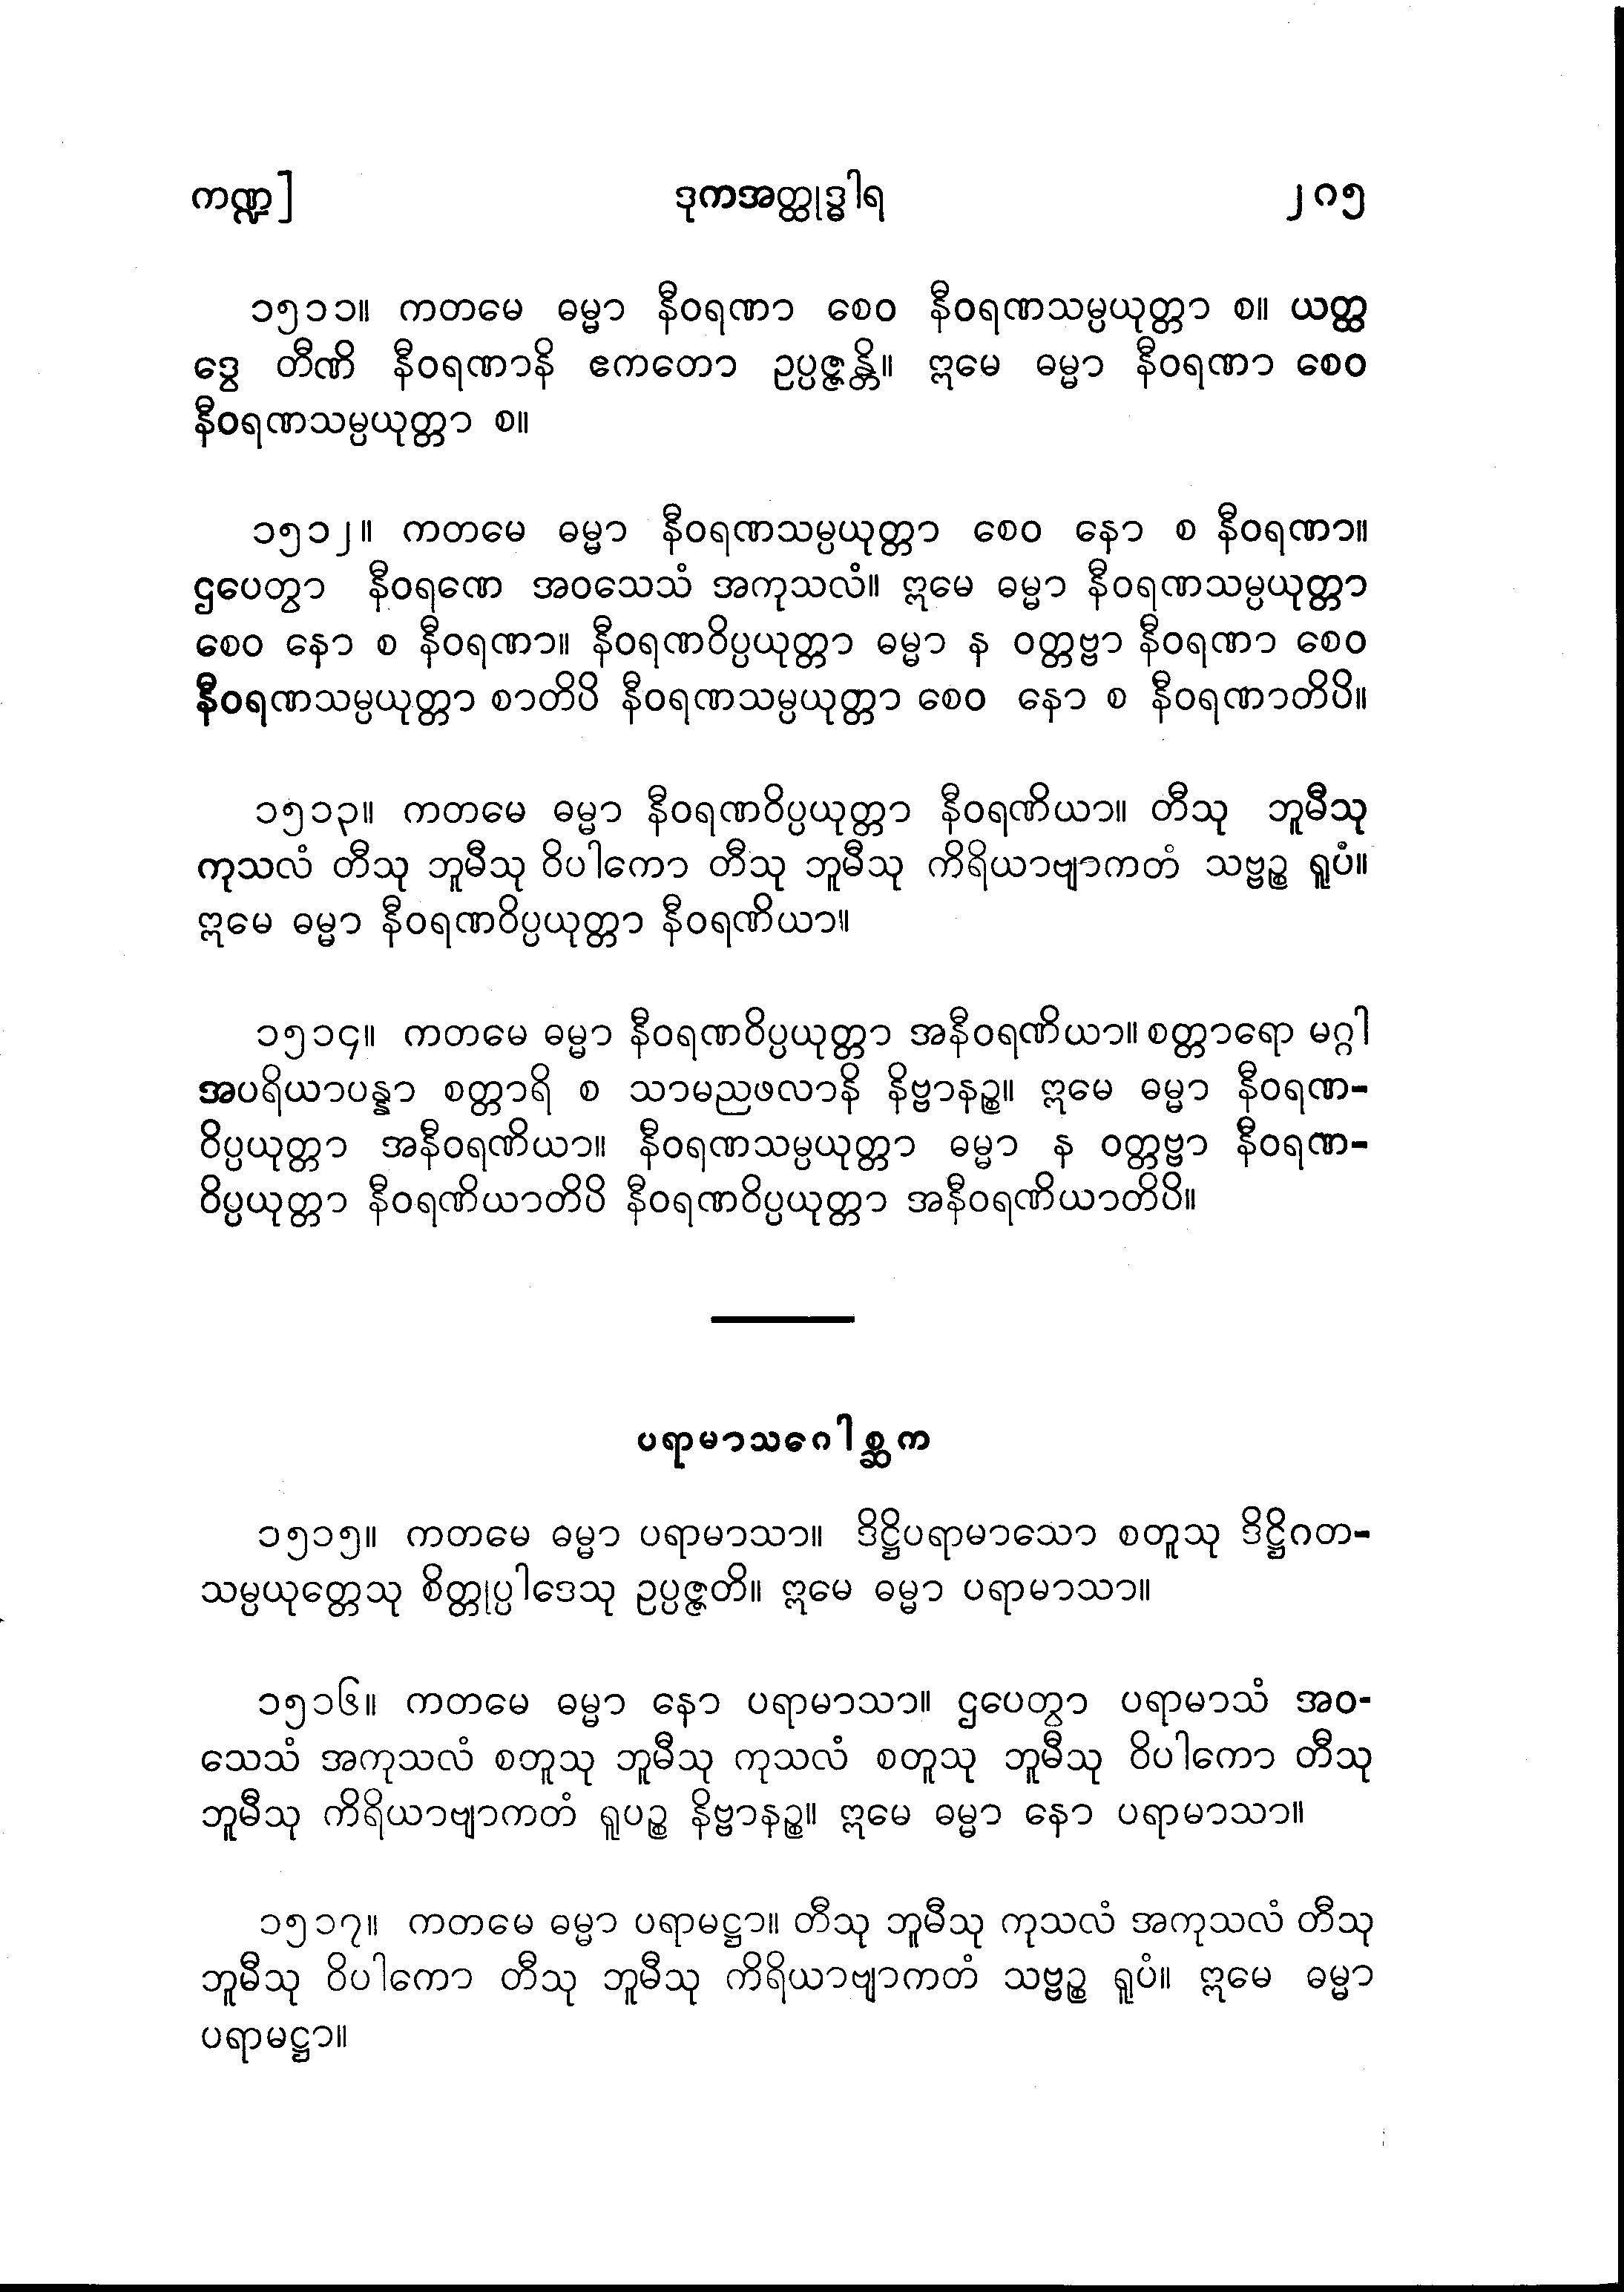 ကဏ္ဍ] ဒုကအတ္ထုဒ္ဓါရ ၂ဂ၅
၁၅၁၁။ ကတမေ ဓမ္မာ နီဝရဏာ စေဝ နီဝရဏသမ္ပယုတ္တာ စ။ ယတ္ထ
ဒွေ တီဏိ နီဝရဏာနိ ဧကတော ဥပ္ပဇ္ဇန္တိ။ ဣမေ ဓမ္မာ နီဝရဏာ စေဝ
နီဝရဏသမ္ပယုတ္တာ စ။
၁၅၁၂။ ကတမေ ဓမ္မာ နီဝရဏသမ္ပယုတ္တာ စေဝ နော စ နီဝရဏာ။
ဌပေတွာ နီဝရဏေ အဝသေသံ အကုသလံ။ ဣမေ ဓမ္မာ နီဝရဏသမ္ပယုတ္တာ
စေဝ နော စ နီဝရဏာ။ နီဝရဏဝိပ္ပယုတ္တာ ဓမ္မာ န ဝတ္တဗ္ဗာ နီဝရဏာ စေဝ
နီဝရဏသမ္ပယုတ္တာ စာတိပိ နီဝရဏသမ္ပယုတ္တာ စေဝ နော စ နီဝရဏာတိပိ။
၁၅၁၃။ ကတမေ ဓမ္မာ နီဝရဏဝိပ္ပယုတ္တာ နီဝရဏိယာ။ တီသု ဘူမီသု
ကုသလံ တီသု ဘူမီသု ဝိပါကော တီသု ဘူမီသု ကိရိယာဗျာကတံ သဗ္ဗဉ္စ ရူပံ။
ဣမေ ဓမ္မာ နီဝရဏဝိပ္ပယုတ္တာ နီဝရဏိယာ။
၁၅၁၄။ ကတမေ ဓမ္မာ နီဝရဏဝိပ္ပယုတ္တာ အနီဝရဏိယာ။ စတ္တာရော မဂ္ဂါ
အပရိယာပန္နာ စတ္တာရိ စ သာမညဖလာနိ နိဗ္ဗာနဉ္စ။ ဣမေ ဓမ္မာ နီဝရဏ-
ဝိပ္ပယုတ္တာ အနီဝရဏိယာ။ နီဝရဏသမ္ပယုတ္တာ ဓမ္မာ န ဝတ္တဗ္ဗာ နီဝရဏ-
ဝိပ္ပယုတ္တာ နီဝရဏိယာတိပိ နီဝရဏဝိပ္ပယုတ္တာ အနီဝရဏိယာတိပိ။
ပရာမာသဂေါစ္ဆက
၁၅၁၅။ ကတမေ ဓမ္မာ ပရာမာသာ။ ဒိဋ္ဌိပရာမာသော စတူသု ဒိဋ္ဌိဂတ-
သမ္ပယုတ္တေသု စိတ္တုပ္ပါဒေသု ဥပ္ပဇ္ဇတိ။ ဣမေ ဓမ္မာ ပရာမာသာ။
၁၅၁၆။ ကတမေ ဓမ္မာ နော ပရာမာသာ။ ဌပေတွာ ပရာမာသံ အဝ-
သေသံ အကုသလံ စတူသု ဘူမီသု ကုသလံ စတူသု ဘူမီသု ဝိပါကော တီသု
ဘူမီသု ကိရိယာဗျာကတံ ရူပဉ္စ နိဗ္ဗာနဉ္စ။ ဣမေ ဓမ္မာ နော ပရာမာသာ။
၁၅၁၇။ ကတမေ ဓမ္မာ ပရာမဋ္ဌာ။ တီသု ဘူမီသု ကုသလံ အကုသလံ တီသု
ဘူမီသု ဝိပါကော တီသု ဘူမီသု ကိရိယာဗျာကတံ သဗ္ဗဉ္စ ရူပံ။ ဣမေ ဓမ္မာ
ပရာမဋ္ဌာ။